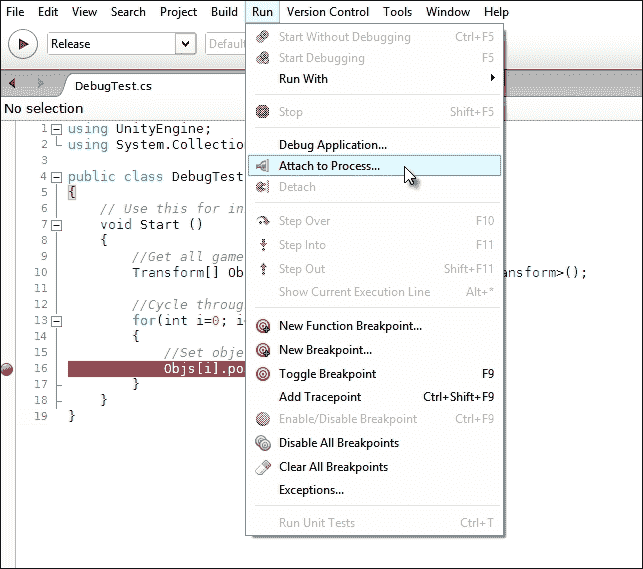 File Edit View Search Project Build Run Version Control Tools Window Help
Release Default
DebugTest.cs
No selection
1 using UnityEngine;
2 using System.Collection
3
4 public class DebugTest
5 {
6 // Use this for in
7 void Start ()
8 {
9 //Get all game
10 Transform[] Ob ansform>();
11
12 //Cycle throug
13 for(int i=0; i
14 {
15 //Set obje
16 Objs[i].po
17 }
18 }
19 }
Start Without Debugging Ctrl+F5
Start Debugging F5
Run With
Stop Shift+F5
Debug Application...
Attach to Process...
Detach
Step Over F10
Step Into F11
Step Out Shift+F11
Show Current Execution Line Alt+*
New Function Breakpoint...
New Breakpoint...
Toggle Breakpoint F9
Add Tracepoint Ctrl+Shift+F9
Enable/Disable Breakpoint Ctrl+F9
Disable All Breakpoints
Clear All Breakpoints
Exceptions...
Run Unit Tests Ctrl+T